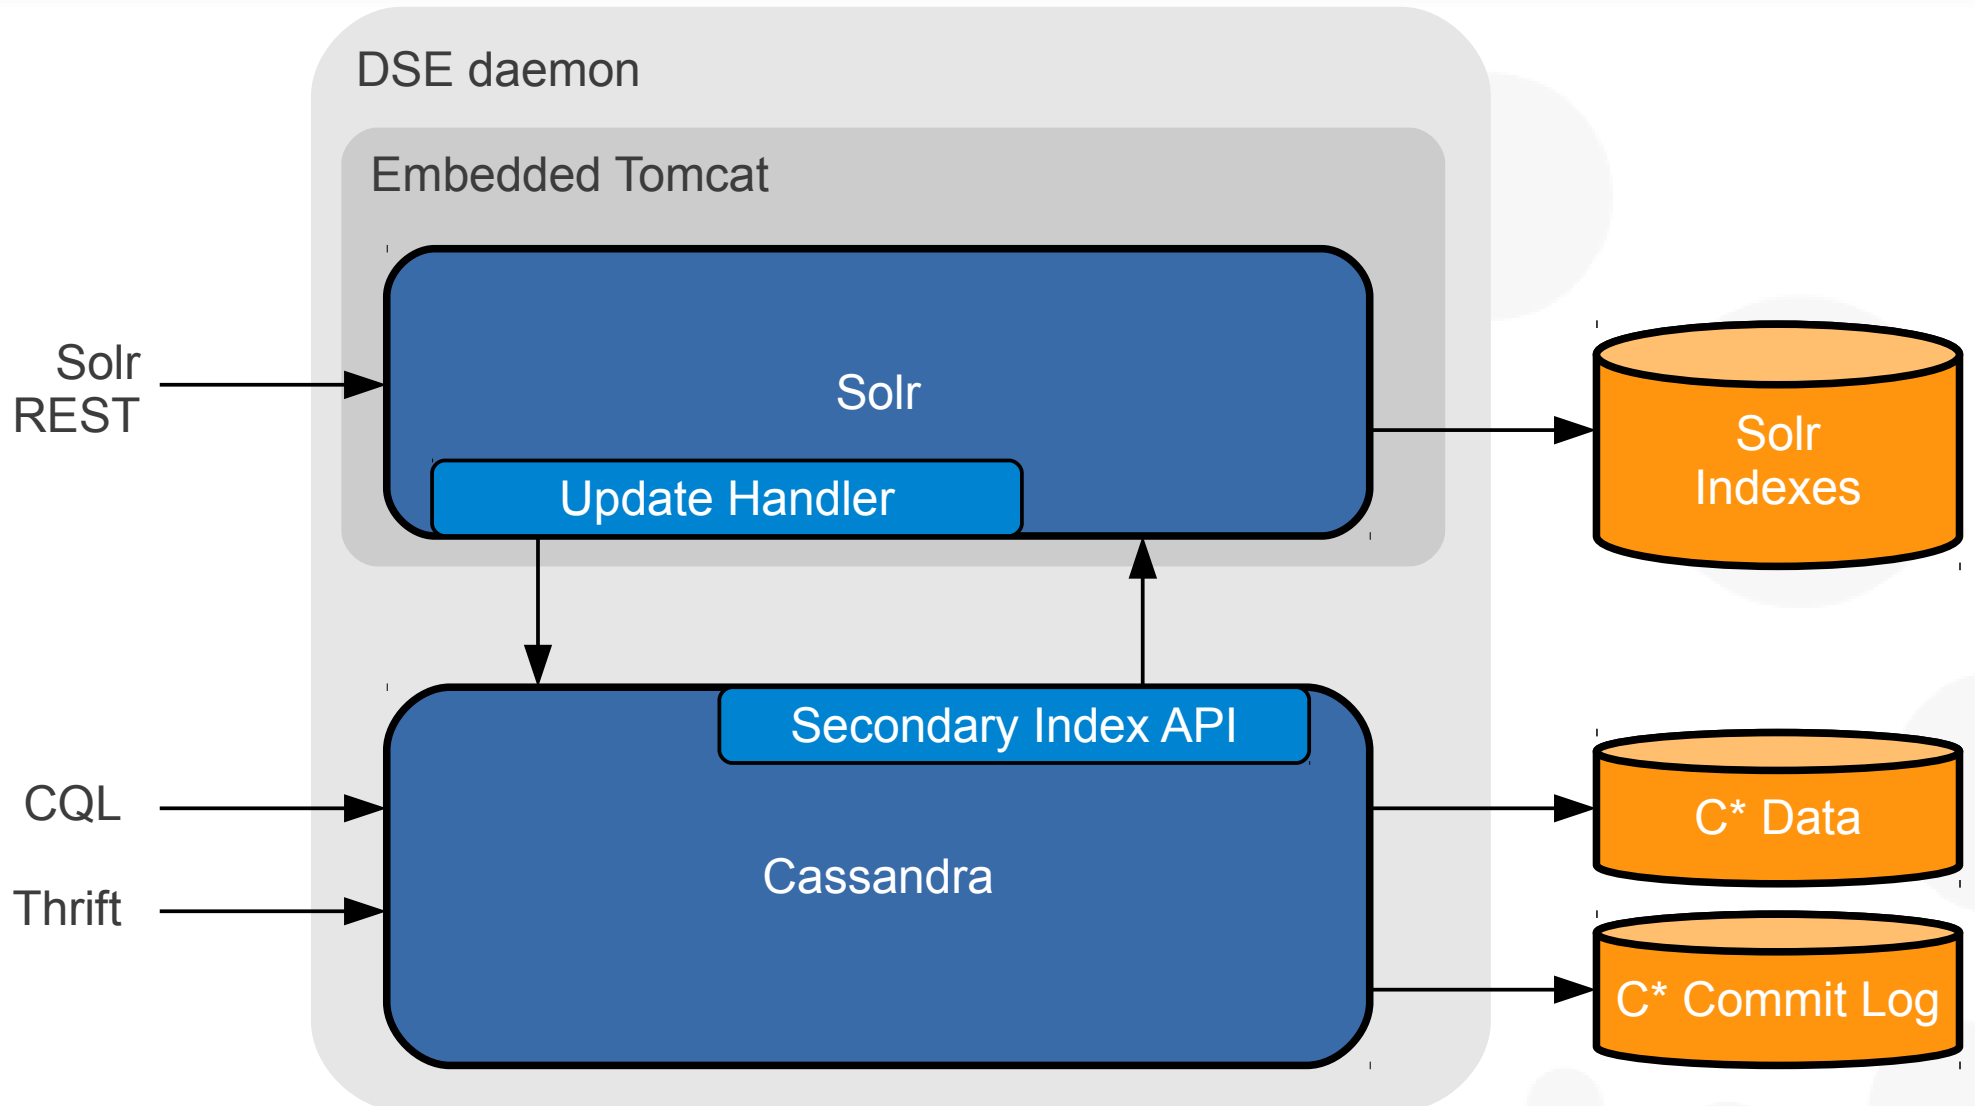 DSE daemon
Embedded Tomcat
Solr
REST
Solr
Update Handler
Solr
Indexes
Secondary Index API
CQL
Thrift
Cassandra
C* Data
C* Commit Log